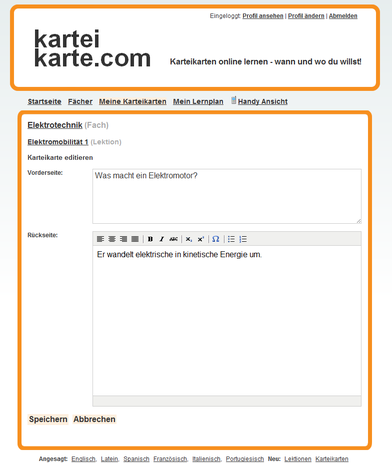 Eingeloggt: Profil ansehen | Profil ändern | Abmelden
kartei
karte.com
Karteikarten online lernen - wann und wo du willst!
Startseite Fächer Meine Karteikarten Mein Lernplan Handy Ansicht
Elektrotechnik (Fach)
Elektromobilität 1 (Lektion)
Karteikarte editieren
Vorderseite:
Was macht ein Elektromotor?
Rückseite:
B I ABC X₂ X² Ω
Er wandelt elektrische in kinetische Energie um.
Speichern Abbrechen
Angesagt: Englisch, Latein, Spanisch Französisch, Italienisch, Portugiesisch Neu: Lektionen Karteikarten